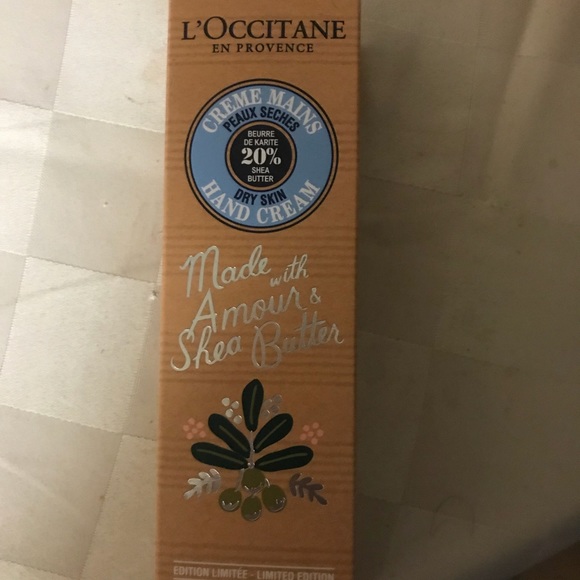 L'OCCITANE
EN PROVENCE
CREME MAINS
PEAUX SECHES
BEURRE
DE KARITE
20%
SHEA
BUTTER
DRY SKIN
HAND CREAM
Made with
Amour &
Shea Butter
EDITION LIMITÉE - LIMITED EDITION